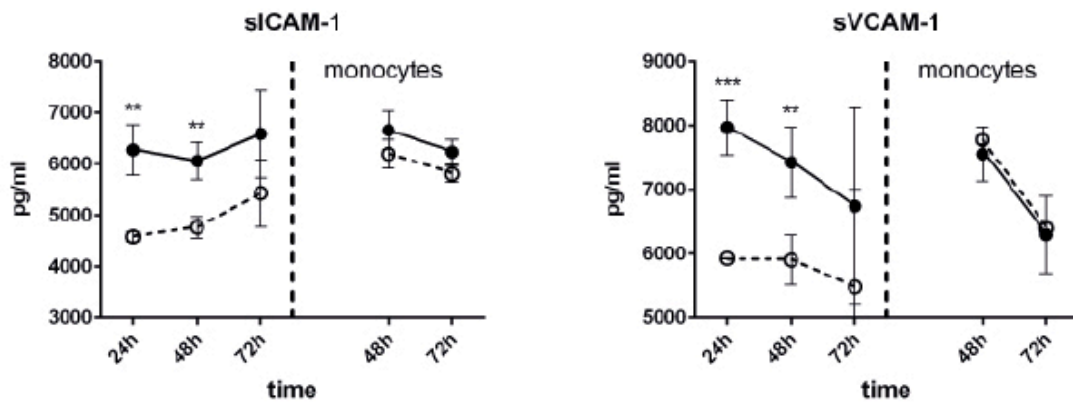 sICAM-1
8000
7000
6000
5000
4000
3000
pg/ml
**
**
monocytes
24h
48h
72h
48h
72h
time
sVCAM-1
9000
8000
7000
6000
5000
pg/ml
***
**
monocytes
24h
48h
72h
48h
72h
time